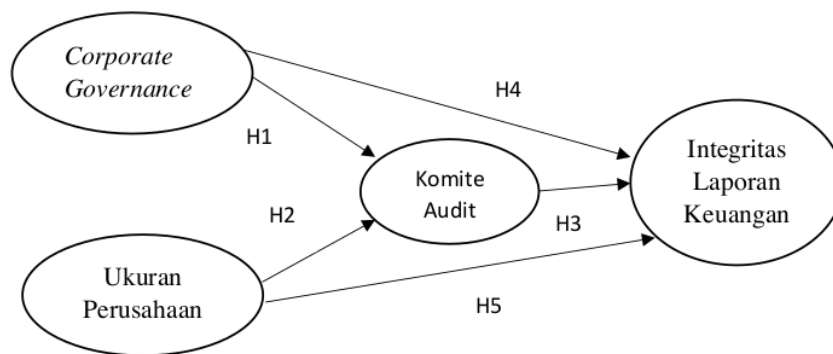 Corporate
Governance
H4
H1
Integritas
Laporan
Keuangan
Komite
Audit
H2
H3
Ukuran
Perusahaan
H5